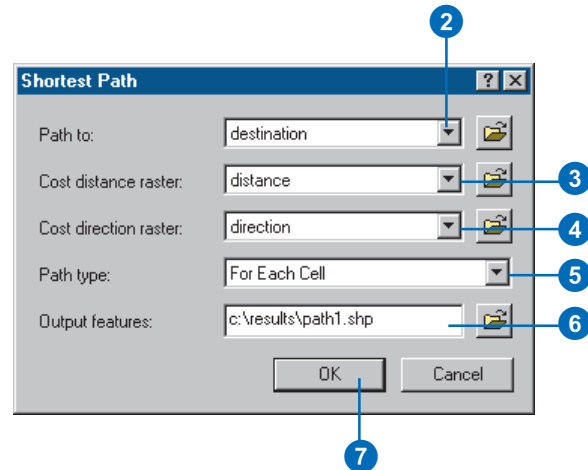 2
Shortest Path
Path to: destination
Cost distance raster: distance 3
Cost direction raster: direction 4
Path type: For Each Cell 5
Output features: c:\results\path1.shp 6
OK Cancel
7